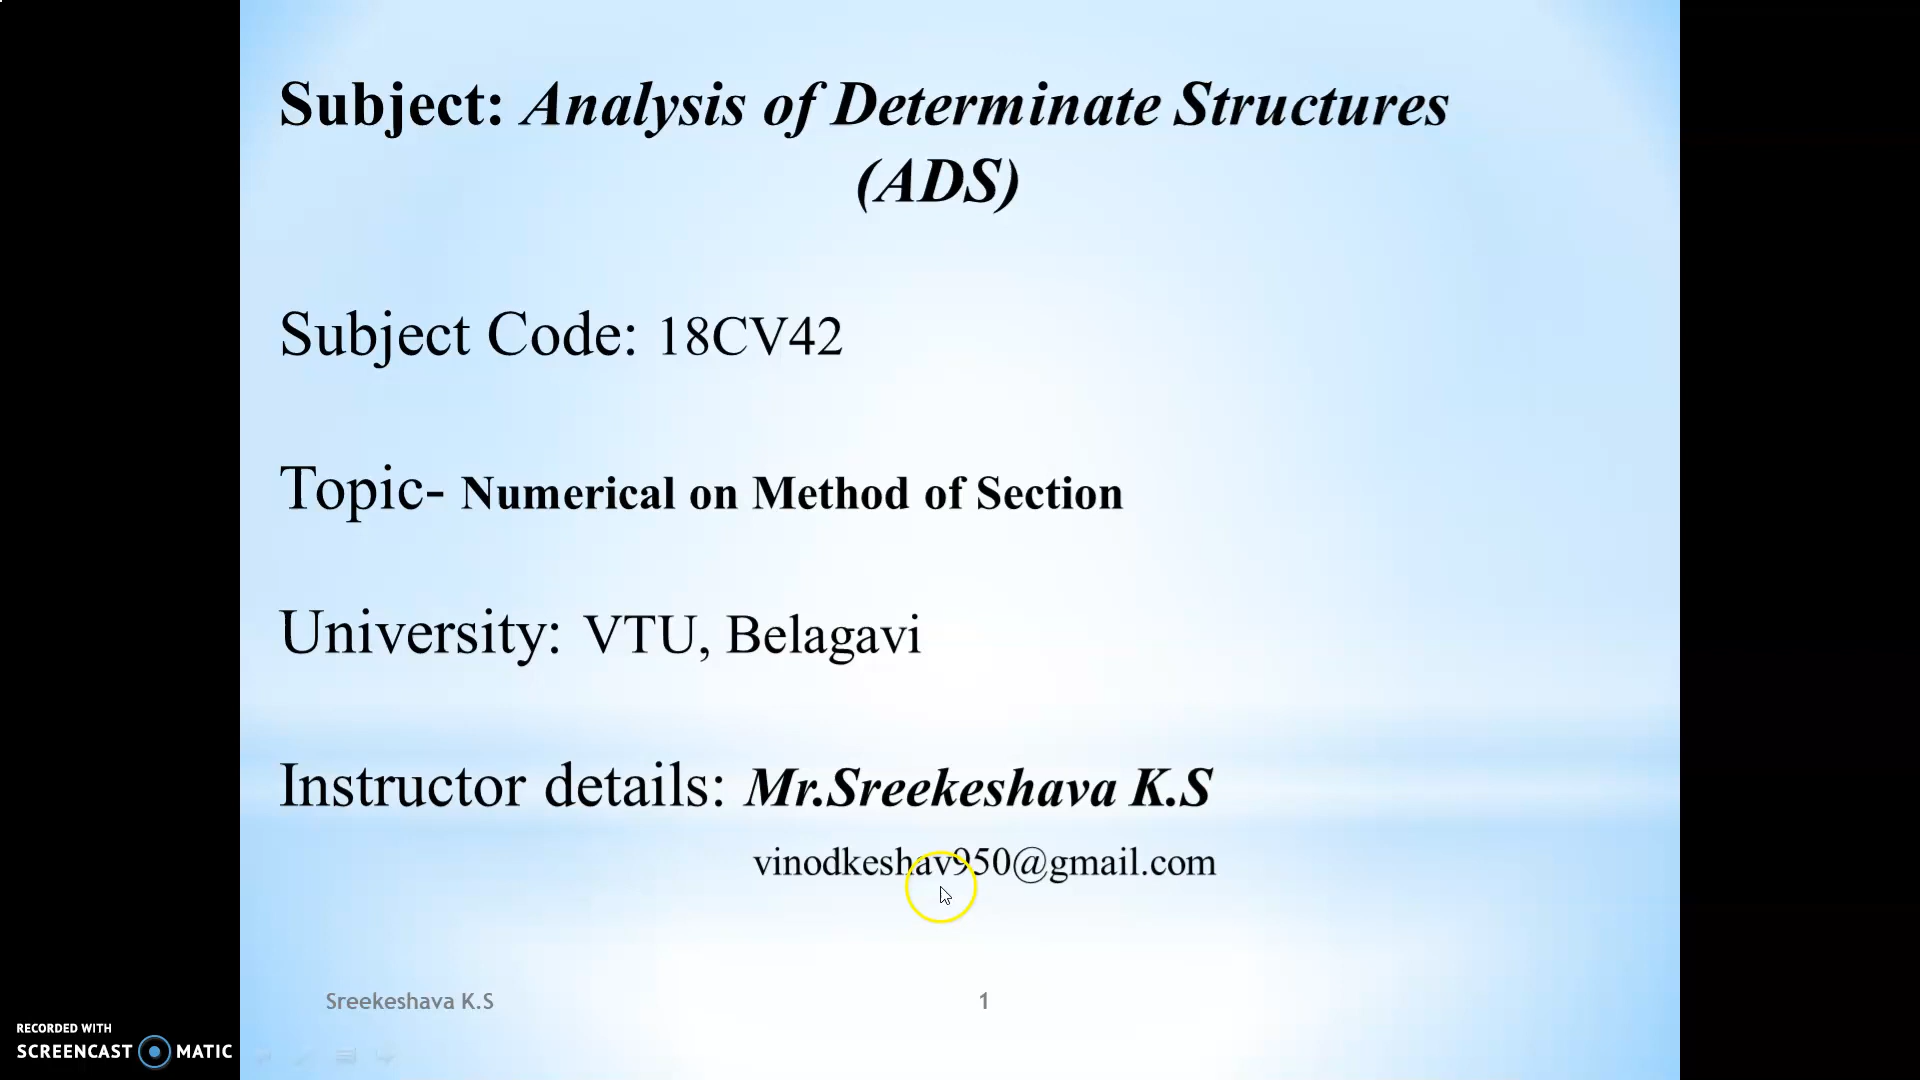 Subject: Analysis of Determinate Structures
(ADS)
Subject Code: 18CV42
Topic- Numerical on Method of Section
University: VTU, Belagavi
Instructor details: Mr.Sreekeshava K.S
vinodkeshav950@gmail.com
Sreekeshava K.S 1
RECORDED WITH
SCREENCAST MATIC